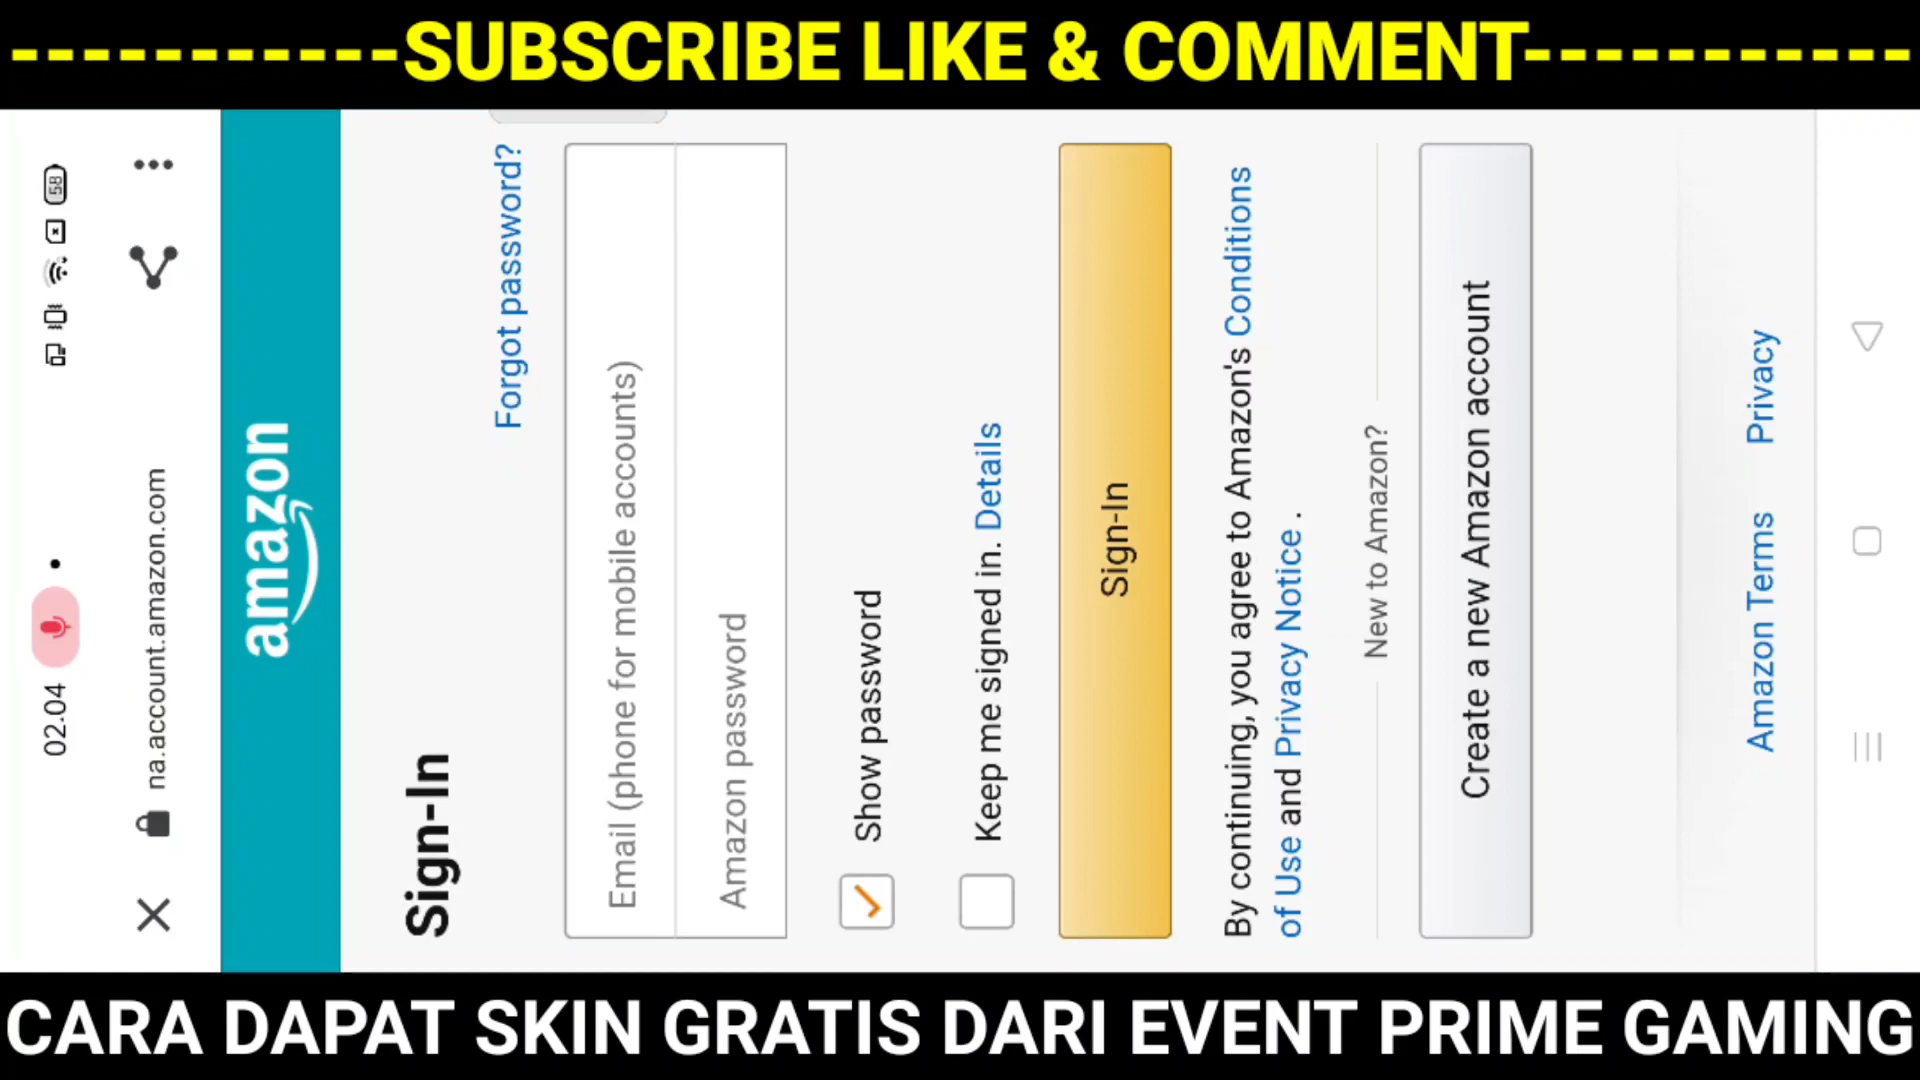 -----------SUBSCRIBE LIKE & COMMENT-----------
02.04
58
na.account.amazon.com
amazon
Sign-In
Forgot password?
Email (phone for mobile accounts)
Amazon password
Show password
Keep me signed in. Details
Sign-In
By continuing, you agree to Amazon's Conditions
of Use and Privacy Notice .
New to Amazon?
Create a new Amazon account
Amazon Terms Privacy
CARA DAPAT SKIN GRATIS DARI EVENT PRIME GAMING